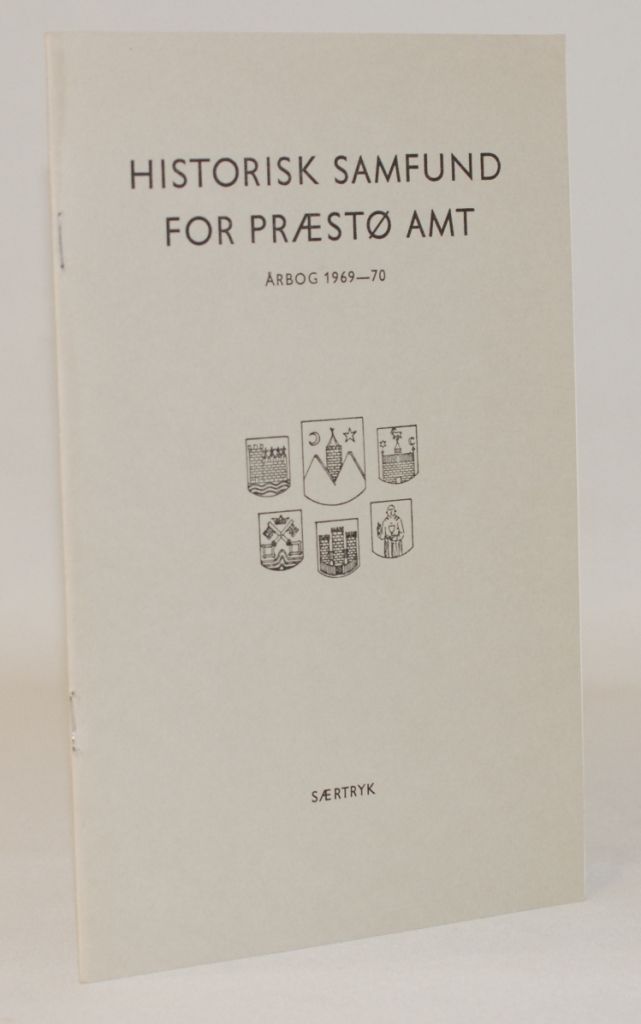 HISTORISK SAMFUND
FOR PRÆSTØ AMT
ÅRBOG 1969—70
SÆRTRYK